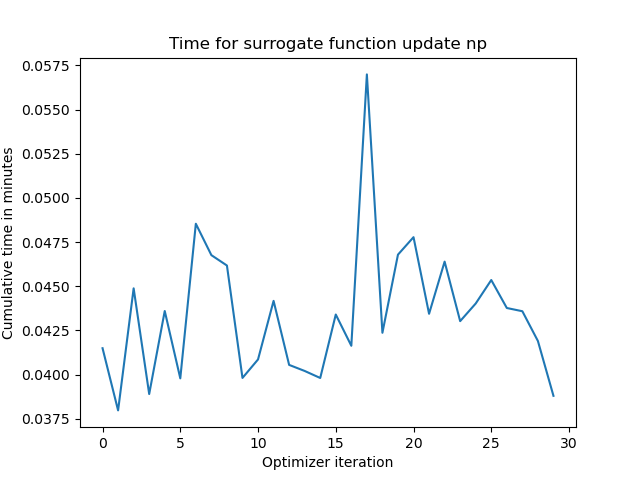 Time for surrogate function update np
Cumulative time in minutes
0.0575
0.0550
0.0525
0.0500
0.0475
0.0450
0.0425
0.0400
0.0375
0 5 10 15 20 25 30
Optimizer iteration